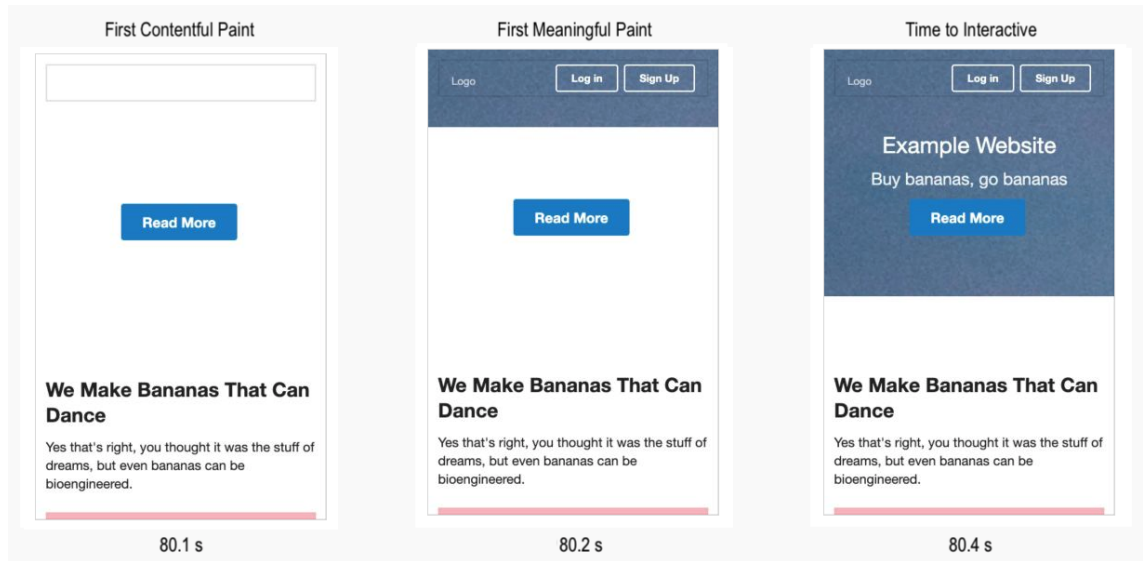 First Contentful Paint
Read More
We Make Bananas That Can
Dance
Yes that's right, you thought it was the stuff of
dreams, but even bananas can be
bioengineered.
80.1 s
First Meaningful Paint
Logo
Log in
Sign Up
Read More
We Make Bananas That Can
Dance
Yes that's right, you thought it was the stuff of
dreams, but even bananas can be
bioengineered.
80.2 s
Time to Interactive
Logo
Log in
Sign Up
Example Website
Buy bananas, go bananas
Read More
We Make Bananas That Can
Dance
Yes that's right, you thought it was the stuff of
dreams, but even bananas can be
bioengineered.
80.4 s